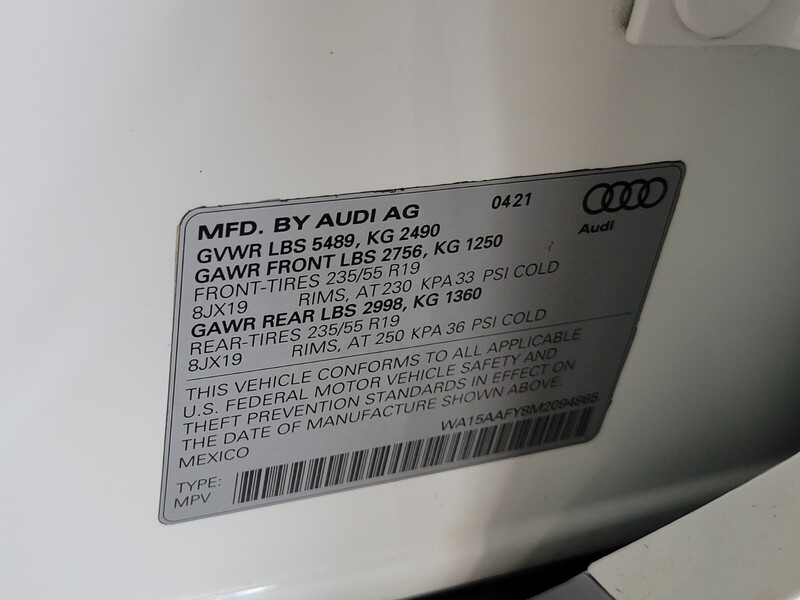 MFD. BY AUDI AG 0421
Audi
GVWR LBS 5489, KG 2490
GAWR FRONT LBS 2756, KG 1250
FRONT-TIRES 235/55 R19
8JX19 RIMS, AT 230 KPA 33 PSI COLD
GAWR REAR LBS 2998, KG 1360
REAR-TIRES 235/55 R19
8JX19 RIMS, AT 250 KPA 36 PSI COLD
THIS VEHICLE CONFORMS TO ALL APPLICABLE
U.S. FEDERAL MOTOR VEHICLE SAFETY AND
THEFT PREVENTION STANDARDS IN EFFECT ON
THE DATE OF MANUFACTURE SHOWN ABOVE.
MEXICO WA15AAFY8M2094865
TYPE:
MPV